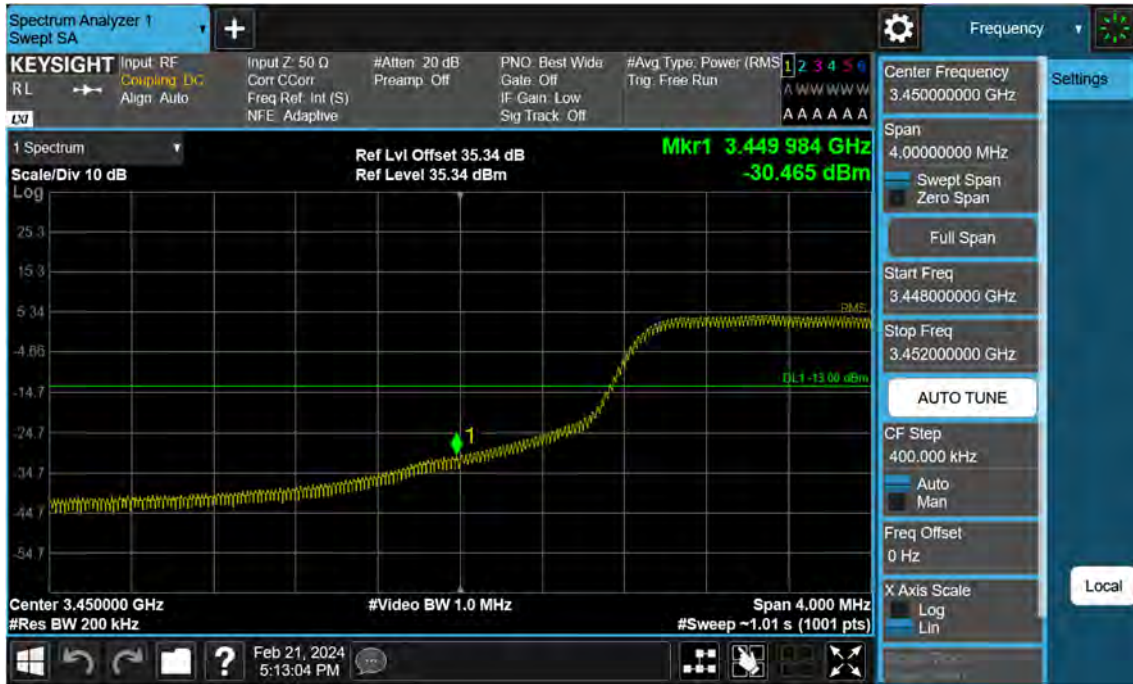 Spectrum Analyzer 1
Swept SA
+
Frequency
KEYSIGHT
RL
LXI
Input: RF
Coupling: DC
Align: Auto
Input Z: 50 Ω
Corr CCorr
Freq Ref: Int (S)
NFE: Adaptive
#Atten: 20 dB
Preamp: Off
PNO: Best Wide
Gate: Off
IF Gain: Low
Sig Track: Off
#Avg Type: Power (RMS
Trig: Free Run
1 2 3 4 5 6
A W W W W W
A A A A A A
1 Spectrum
Scale/Div 10 dB
Log
Ref Lvl Offset 35.34 dB
Ref Level 35.34 dBm
Mkr1 3.449 984 GHz
-30.465 dBm
25.3
15.3
5.34
-4.66
-14.7
-24.7
-34.7
-44.7
-54.7
RMS
DL1 -13.00 dBm
1
Center 3.450000 GHz
#Res BW 200 kHz
#Video BW 1.0 MHz
Span 4.000 MHz
#Sweep ~1.01 s (1001 pts)
Feb 21, 2024
5:13:04 PM
?
Center Frequency
3.450000000 GHz
Span
4.00000000 MHz
Swept Span
Zero Span
Full Span
Start Freq
3.448000000 GHz
Stop Freq
3.452000000 GHz
AUTO TUNE
CF Step
400.000 kHz
Auto
Man
Freq Offset
0 Hz
X Axis Scale
Log
Lin
Settings
Local